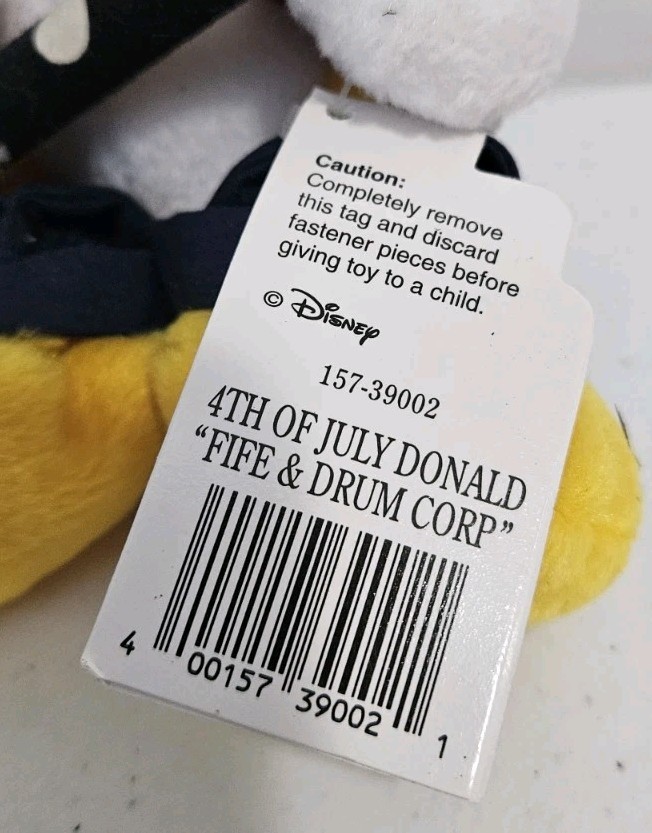 Caution:
Completely remove
this tag and discard
fastener pieces before
giving toy to a child.
© Disney
157-39002
4TH OF JULY DONALD
“FIFE & DRUM CORP”
4 00157 39002 1